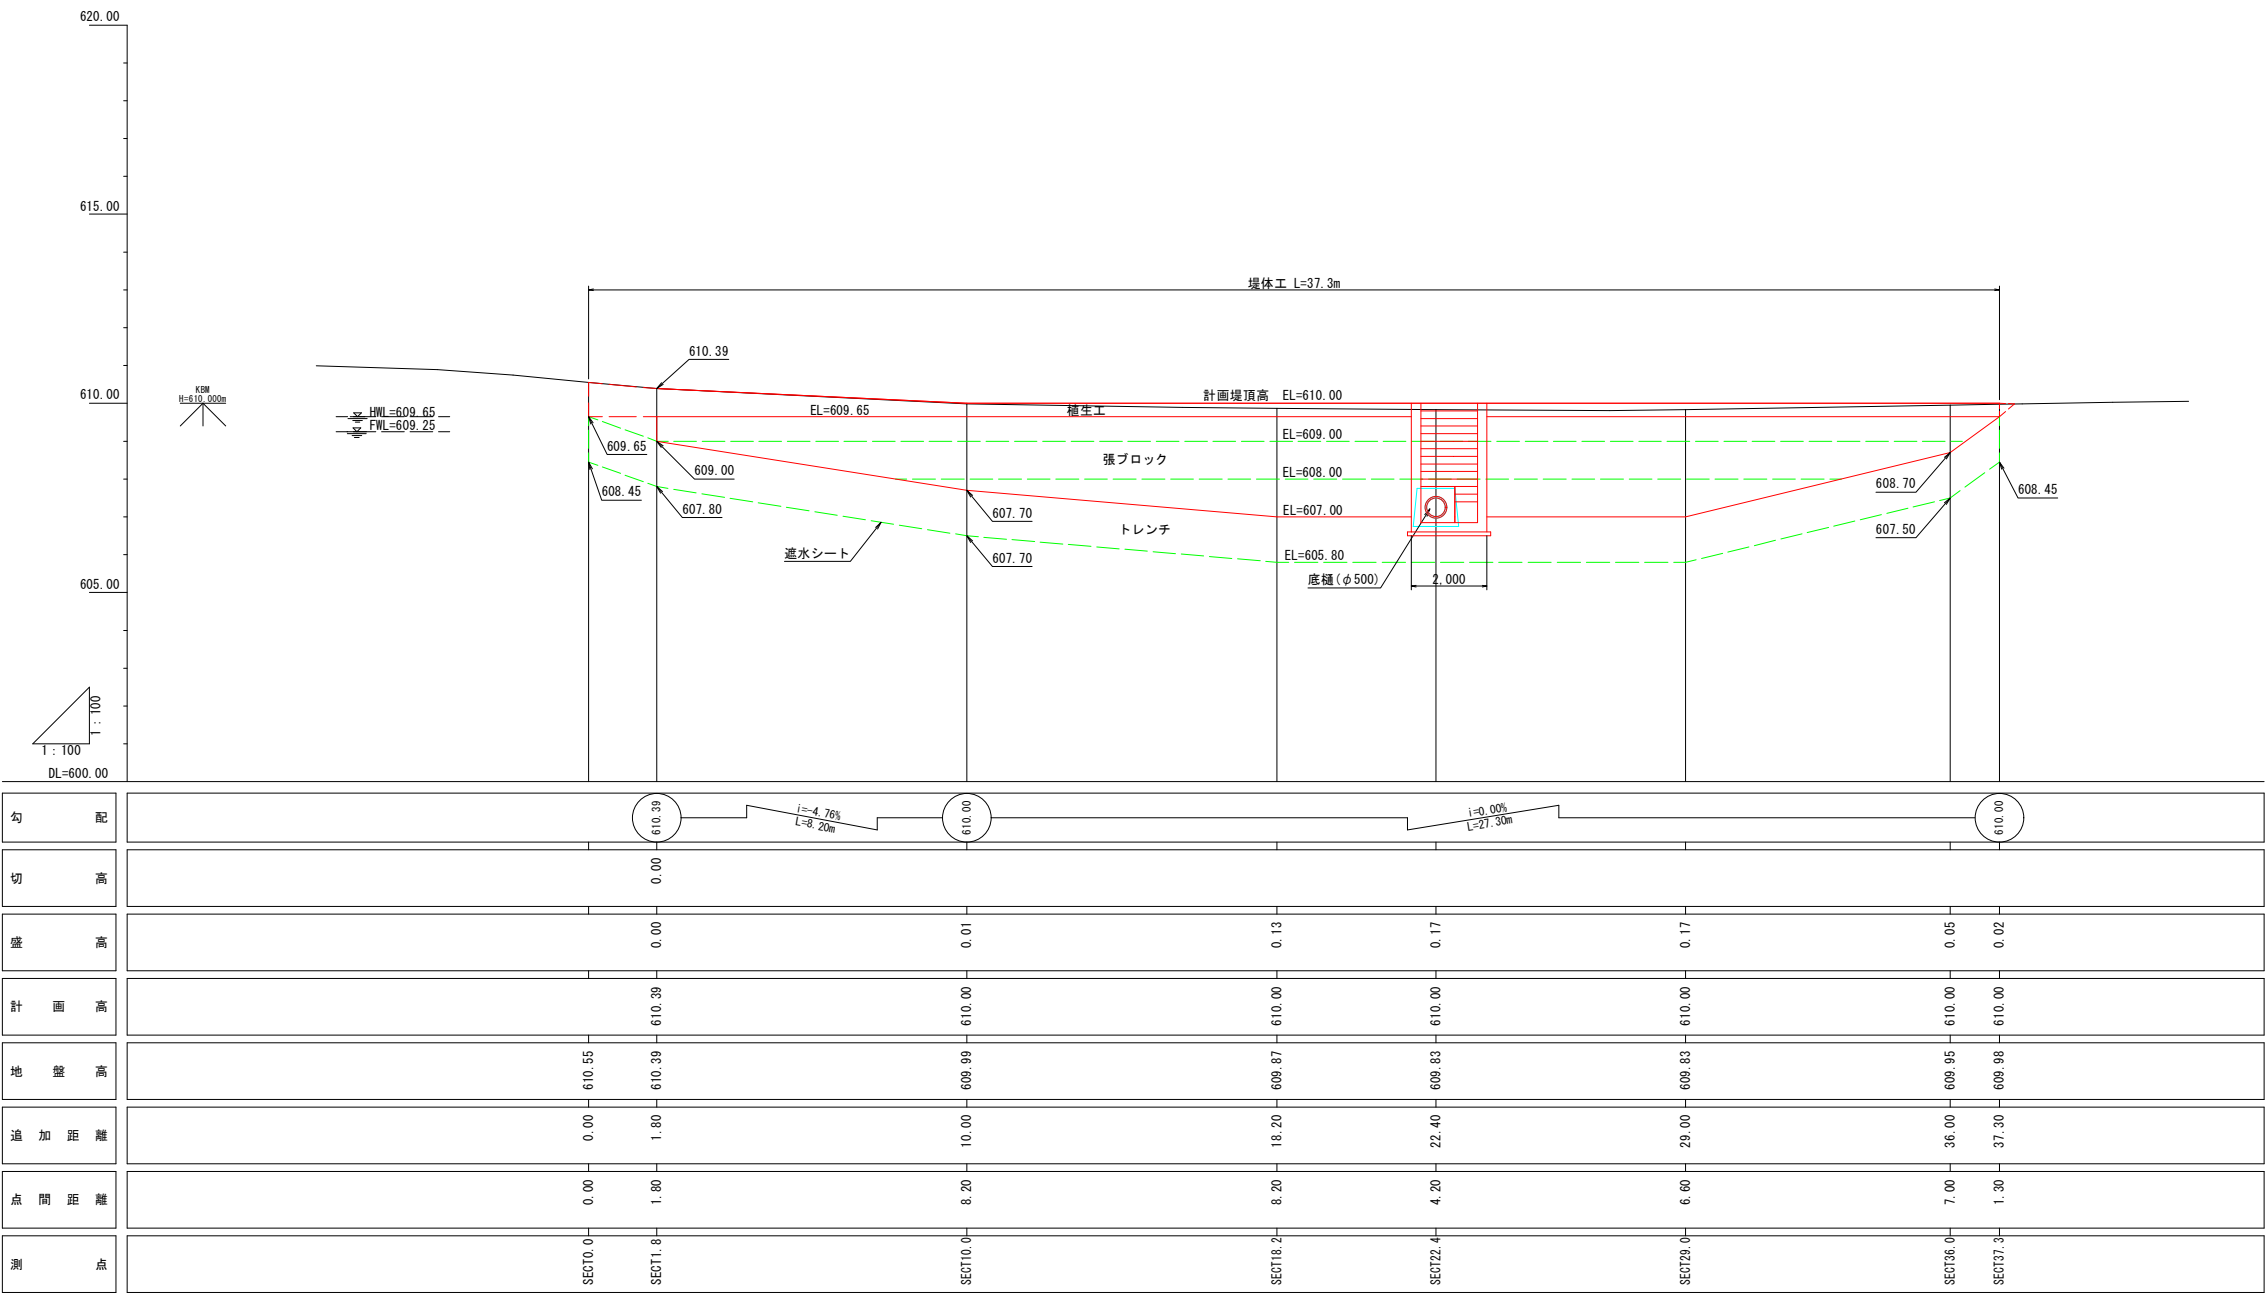 620.00
615.00
610.00
605.00
DL=600.00
1 : 100
1 : 100
KBM
H=610.000m
HWL=609.65
FWL=609.25
堤体工 L=37.3m
610.39
計画堤頂高 EL=610.00
EL=609.65
植生工
EL=609.00
張ブロック
EL=608.00
EL=607.00
トレンチ
EL=605.80
609.65
608.45
609.00
607.80
遮水シート
607.70
607.70
底樋(φ500)
2,000
608.70
607.50
608.45
勾配
610.39
i=-4.76%
L=8.20m
610.00
i=0.00%
L=27.30m
610.00
切高
0.00
盛高
0.00
0.01
0.13
0.17
0.17
0.05
0.02
計画高
610.39
610.00
610.00
610.00
610.00
610.00
610.00
地盤高
610.55
610.39
609.99
609.87
609.83
609.83
609.95
609.98
追加距離
0.00
1.80
10.00
18.20
22.40
29.00
36.00
37.30
点間距離
0.00
1.80
8.20
8.20
4.20
6.60
7.00
1.30
測点
SECT0.0
SECT1.8
SECT10.0
SECT18.2
SECT22.4
SECT29.0
SECT36.0
SECT37.3